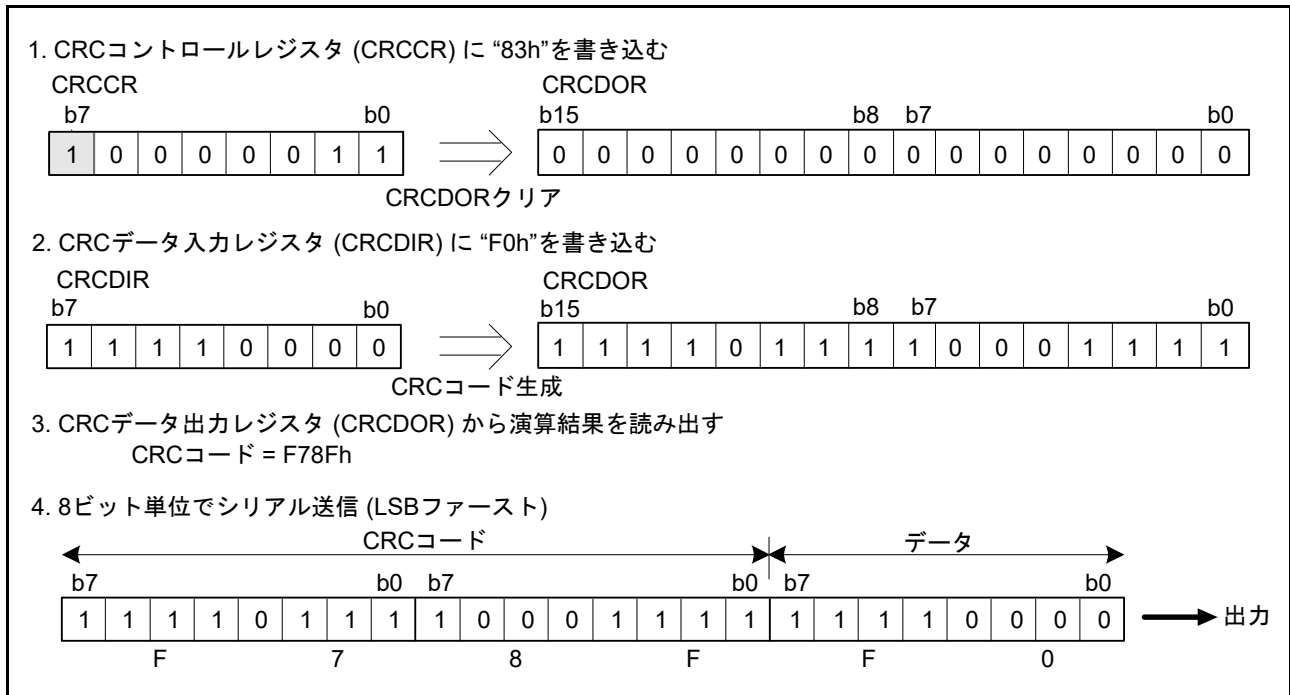 1. CRCコントロールレジスタ (CRCCR) に “83h”を書き込む
CRCCR CRCDOR
b7 b0 b15 b8 b7 b0
1 0 0 0 0 0 1 1 0 0 0 0 0 0 0 0 0 0 0 0 0 0 0 0
CRCDORクリア
2. CRCデータ入力レジスタ (CRCDIR) に “F0h”を書き込む
CRCDIR CRCDOR
b7 b0 b15 b8 b7 b0
1 1 1 1 0 0 0 0 1 1 1 1 0 1 1 1 1 0 0 0 1 1 1 1
CRCコード生成
3. CRCデータ出力レジスタ (CRCDOR) から演算結果を読み出す
CRCコード = F78Fh
4. 8ビット単位でシリアル送信 (LSBファースト)
CRCコード データ
b7 b0 b7 b0 b7 b0
1 1 1 1 0 1 1 1 1 0 0 0 1 1 1 1 1 1 1 1 0 0 0 0 出力
F 7 8 F F 0